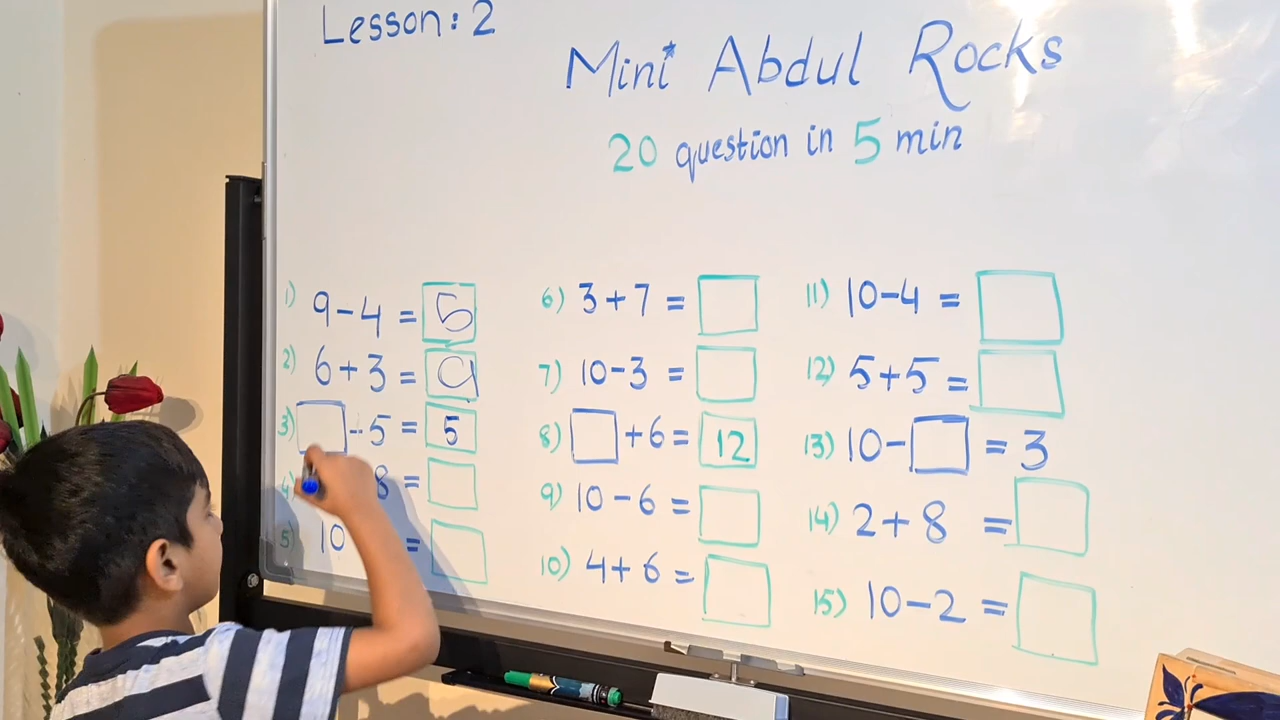 Lesson: 2
Mini Abdul Rocks
20 question in 5 min
1) 9-4 = 5
2) 6+3 = 9
3) -5 = 5
4) 8 =
5) 10 =
6) 3+7 =
7) 10-3 =
8) +6 = 12
9) 10-6 =
10) 4+6 =
11) 10-4 =
12) 5+5 =
13) 10- = 3
14) 2+8 =
15) 10-2 =